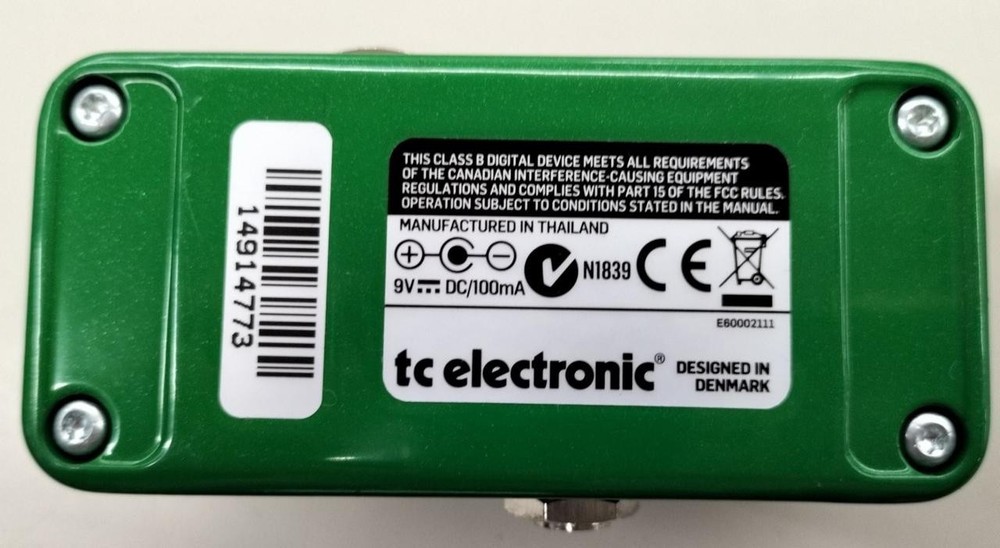 14914773
THIS CLASS B DIGITAL DEVICE MEETS ALL REQUIREMENTS
OF THE CANADIAN INTERFERENCE-CAUSING EQUIPMENT
REGULATIONS AND COMPLIES WITH PART 15 OF THE FCC RULES.
OPERATION SUBJECT TO CONDITIONS STATED IN THE MANUAL.
MANUFACTURED IN THAILAND
N1839 CE
9V DC/100mA
E60002111
tc electronic®
DESIGNED IN
DENMARK